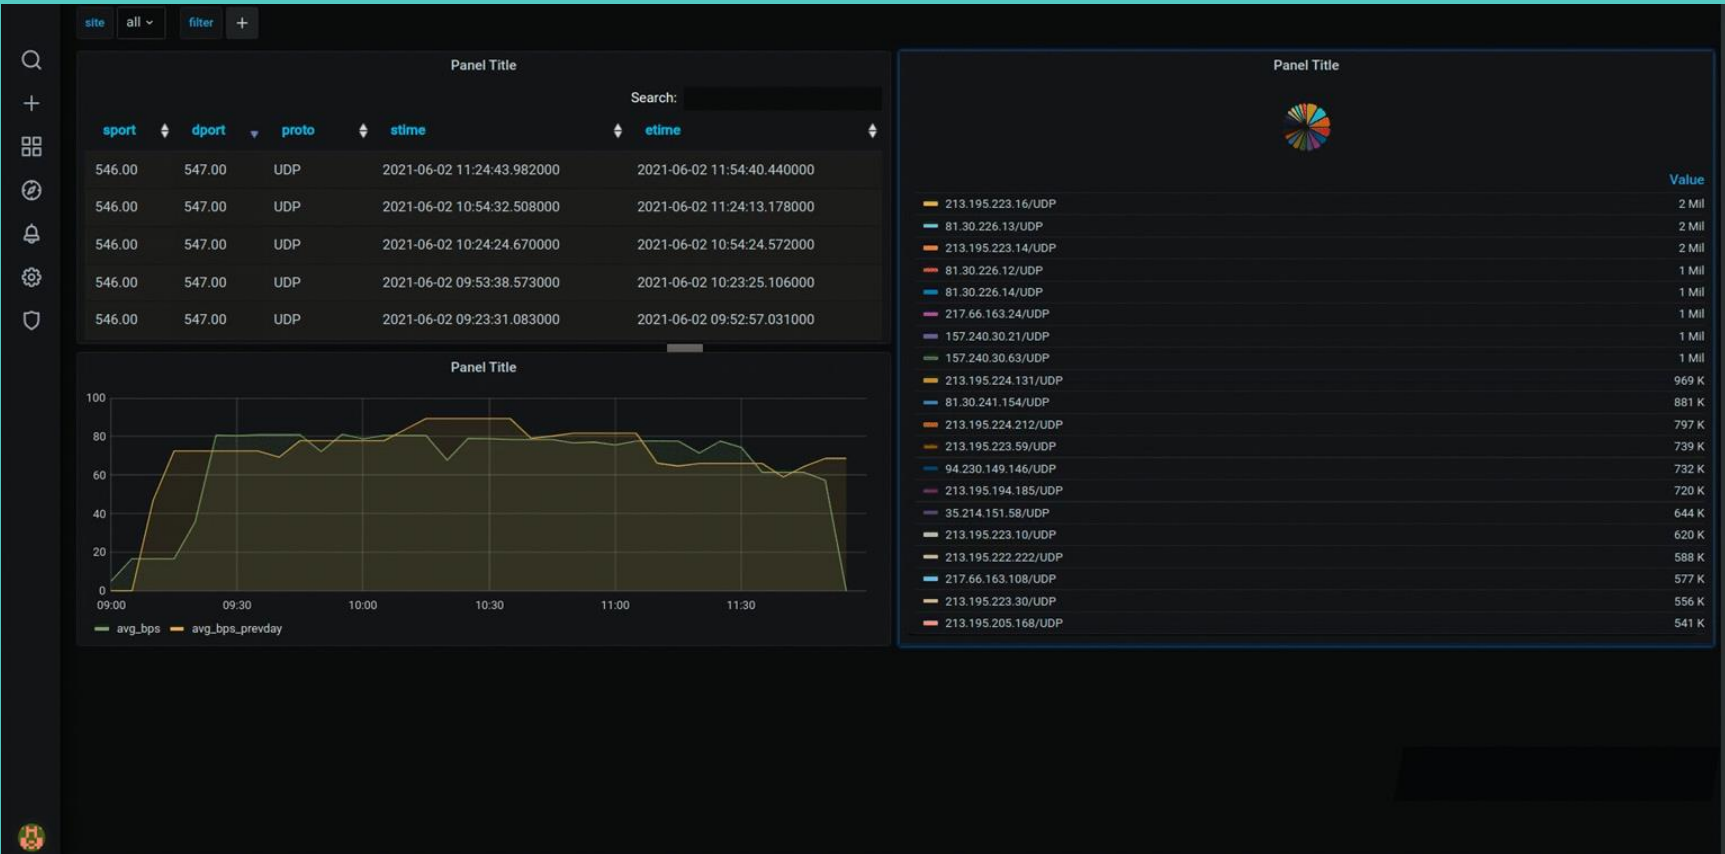 site all filter +
Panel Title
Search:
sport dport proto stime etime
546.00 547.00 UDP 2021-06-02 11:24:43.982000 2021-06-02 11:54:40.440000
546.00 547.00 UDP 2021-06-02 10:54:32.508000 2021-06-02 11:24:13.178000
546.00 547.00 UDP 2021-06-02 10:24:24.670000 2021-06-02 10:54:24.572000
546.00 547.00 UDP 2021-06-02 09:53:38.573000 2021-06-02 10:23:25.106000
546.00 547.00 UDP 2021-06-02 09:23:31.083000 2021-06-02 09:52:57.031000
Panel Title
100
80
60
40
20
0
09:00 09:30 10:00 10:30 11:00 11:30
avg_bps avg_bps_prevday
Panel Title
Value
213.195.223.16/UDP 2 Mil
81.30.226.13/UDP 2 Mil
213.195.223.14/UDP 2 Mil
81.30.226.12/UDP 1 Mil
81.30.226.14/UDP 1 Mil
217.66.163.24/UDP 1 Mil
157.240.30.21/UDP 1 Mil
157.240.30.63/UDP 1 Mil
213.195.224.131/UDP 969 K
81.30.241.154/UDP 881 K
213.195.224.212/UDP 797 K
213.195.223.59/UDP 739 K
94.230.149.146/UDP 732 K
213.195.194.185/UDP 720 K
35.214.151.58/UDP 644 K
213.195.223.10/UDP 620 K
213.195.222.222/UDP 588 K
217.66.163.108/UDP 577 K
213.195.223.30/UDP 556 K
213.195.205.168/UDP 541 K